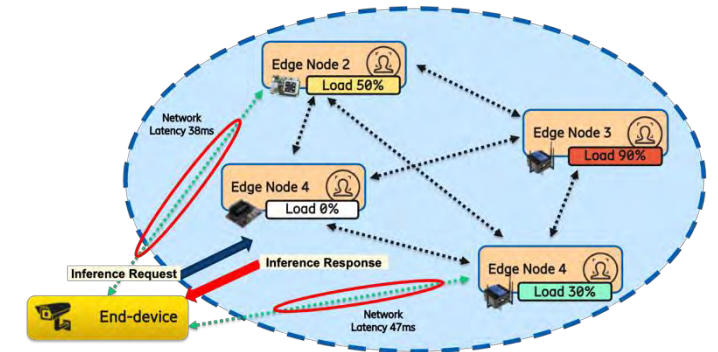 Edge Node 2
Load 50%
Network
Latency 38ms
Edge Node 3
Load 90%
Edge Node 4
Load 0%
Inference Request
Inference Response
Edge Node 4
Load 30%
End-device
Network
Latency 47ms